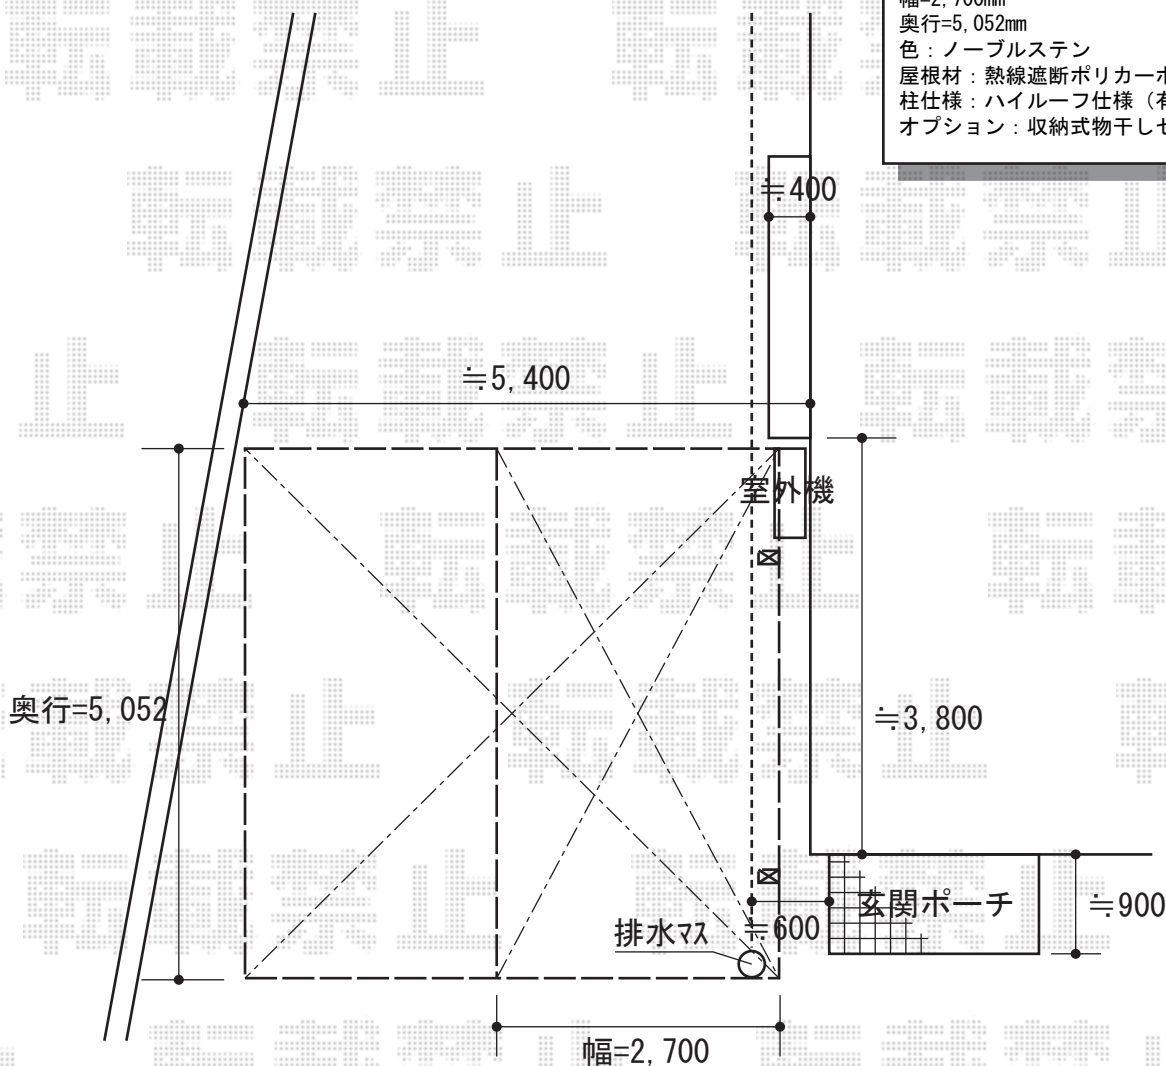 幅=2,700mm
奥行=5,052mm
色：ノーブルステン
屋根材：熱線遮断ポリカーボ
柱仕様：ハイルーフ仕様（有
オプション：収納式物干しセ
≒400
≒5,400
室外機
奥行=5,052
≒3,800
玄関ポーチ
≒900
≒600
排水マス
幅=2,700
転載禁止